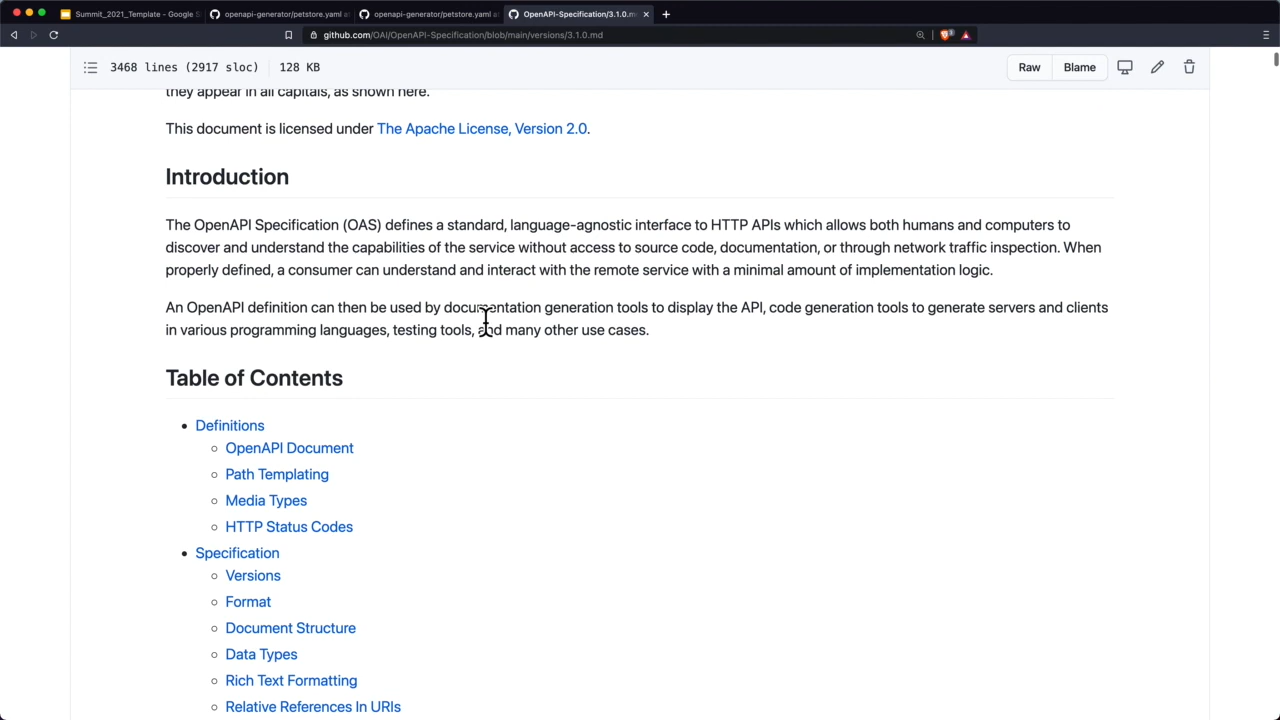 Summit_2021_Template - Google S
openapi-generator/petstore.yaml a
openapi-generator/petstore.yaml a
OpenAPI-Specification/3.1.0.m
github.com/OAI/OpenAPI-Specification/blob/main/versions/3.1.0.md
3468 lines (2917 sloc)
128 KB
Raw
Blame
they appear in all capitals, as shown here.
This document is licensed under The Apache License, Version 2.0.
Introduction
The OpenAPI Specification (OAS) defines a standard, language-agnostic interface to HTTP APIs which allows both humans and computers to
discover and understand the capabilities of the service without access to source code, documentation, or through network traffic inspection. When
properly defined, a consumer can understand and interact with the remote service with a minimal amount of implementation logic.
An OpenAPI definition can then be used by documentation generation tools to display the API, code generation tools to generate servers and clients
in various programming languages, testing tools, and many other use cases.
Table of Contents
Definitions
OpenAPI Document
Path Templating
Media Types
HTTP Status Codes
Specification
Versions
Format
Document Structure
Data Types
Rich Text Formatting
Relative References In URIs